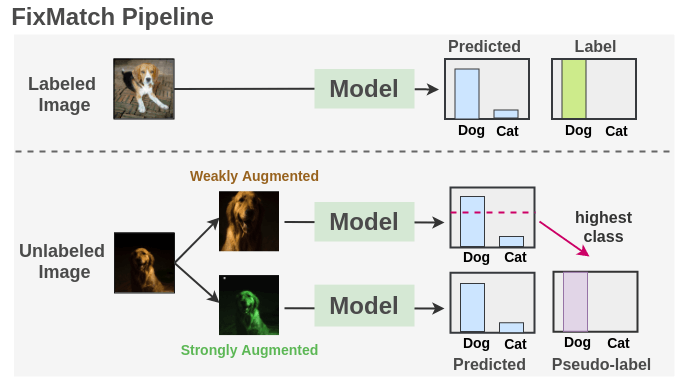 FixMatch Pipeline
Labeled
Image
Model
Predicted
Dog Cat
Label
Dog Cat
Unlabeled
Image
Weakly Augmented
Model
Dog Cat
highest
class
Strongly Augmented
Model
Dog Cat
Predicted
Dog Cat
Pseudo-label